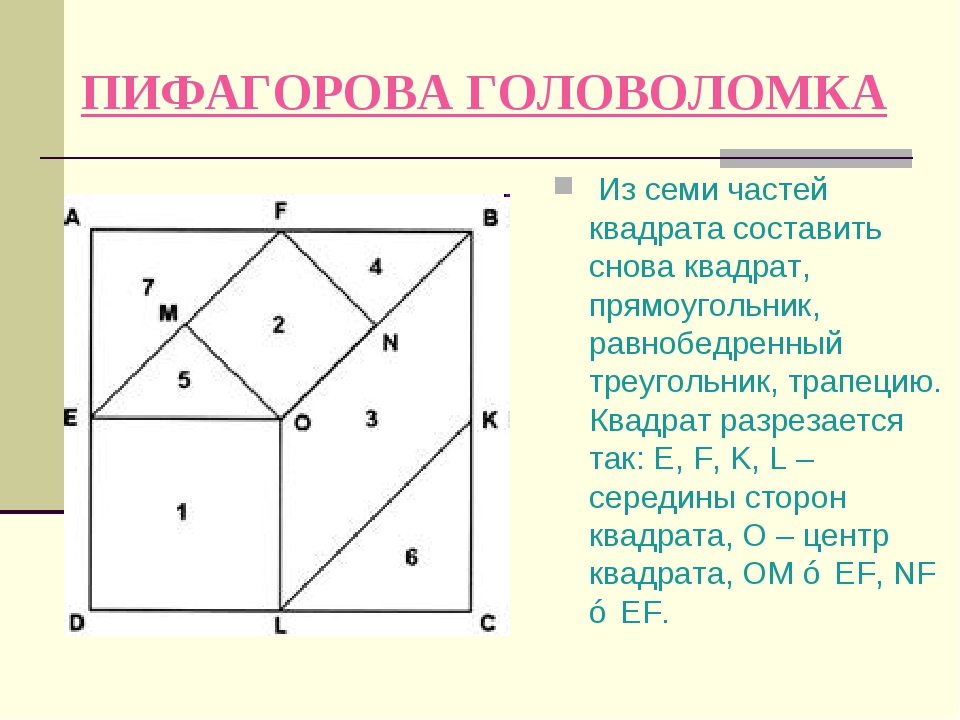 ПИФАГОРОВА ГОЛОВОЛОМКА
A F B
7 4
M 2
N
5
E O 3 K
1
6
D L C
Из семи частей
квадрата составить
снова квадрат,
прямоугольник,
равнобедренный
треугольник, трапецию.
Квадрат разрезается
так: E, F, K, L –
середины сторон
квадрата, О – центр
квадрата, ОМ ó EF, NF
ó EF.